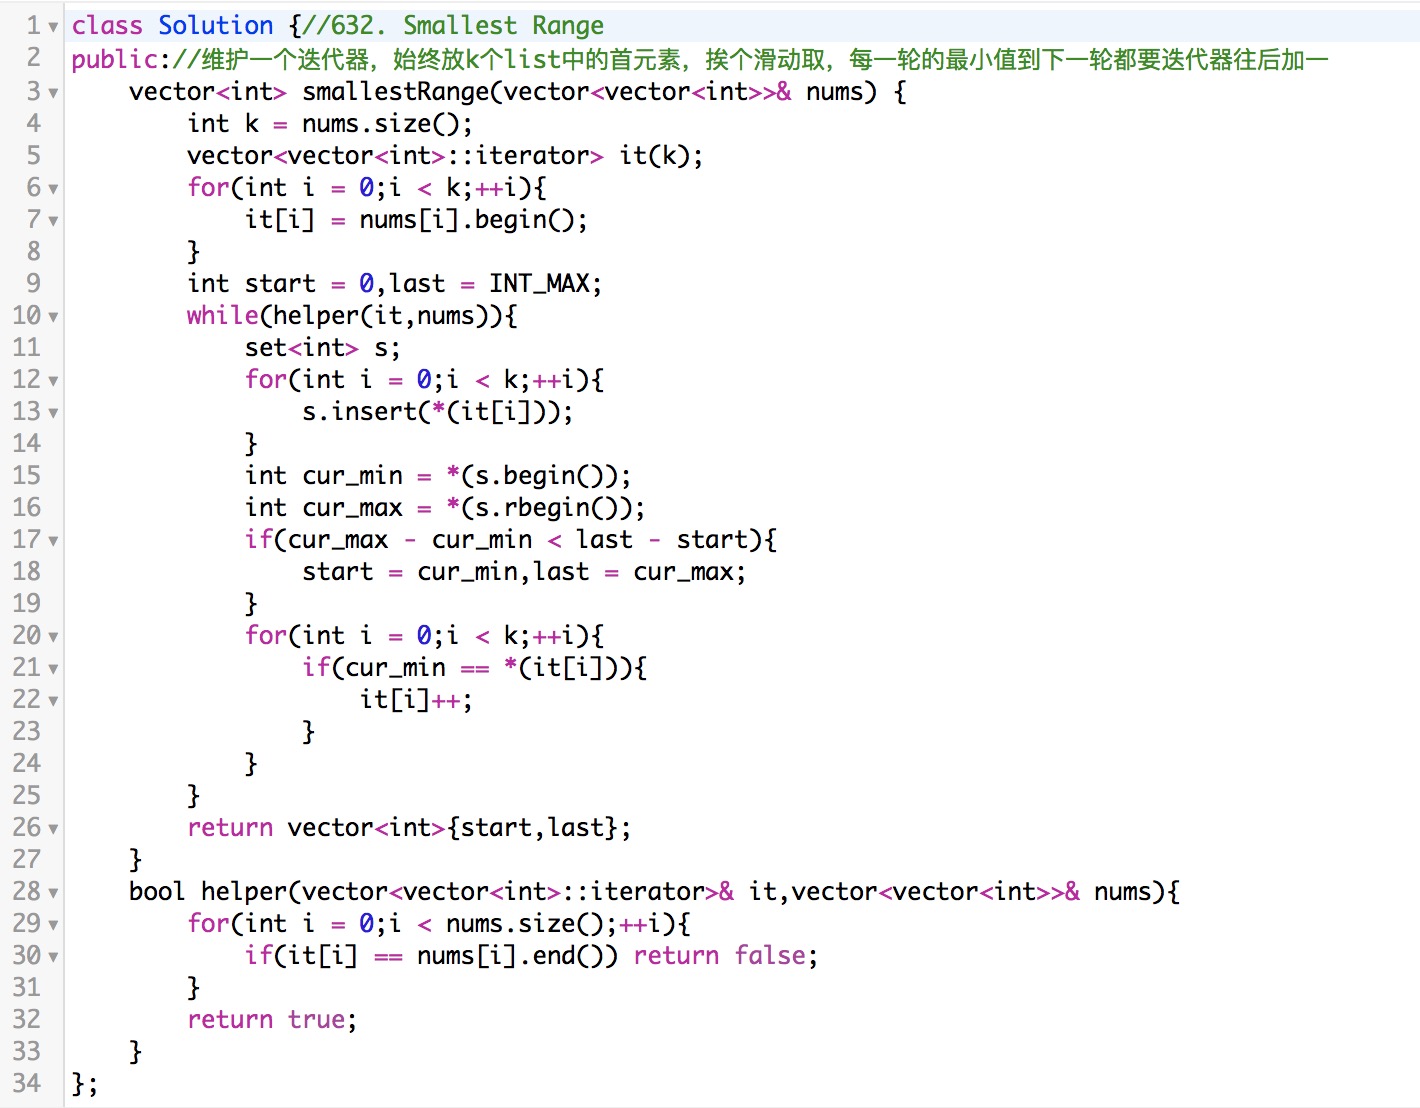 1 class Solution {//632. Smallest Range
2 public://维护一个迭代器，始终放k个list中的首元素，挨个滑动取，每一轮的最小值到下一轮都要迭代器往后加一
3     vector<int> smallestRange(vector<vector<int>>& nums) {
4         int k = nums.size();
5         vector<vector<int>::iterator> it(k);
6         for(int i = 0;i < k;++i){
7             it[i] = nums[i].begin();
8         }
9         int start = 0,last = INT_MAX;
10         while(helper(it,nums)){
11             set<int> s;
12             for(int i = 0;i < k;++i){
13                 s.insert(*(it[i]));
14             }
15             int cur_min = *(s.begin());
16             int cur_max = *(s.rbegin());
17             if(cur_max - cur_min < last - start){
18                 start = cur_min,last = cur_max;
19             }
20             for(int i = 0;i < k;++i){
21                 if(cur_min == *(it[i])){
22                     it[i]++;
23                 }
24             }
25         }
26         return vector<int>{start,last};
27     }
28     bool helper(vector<vector<int>::iterator>& it,vector<vector<int>>& nums){
29         for(int i = 0;i < nums.size();++i){
30             if(it[i] == nums[i].end()) return false;
31         }
32         return true;
33     }
34 };